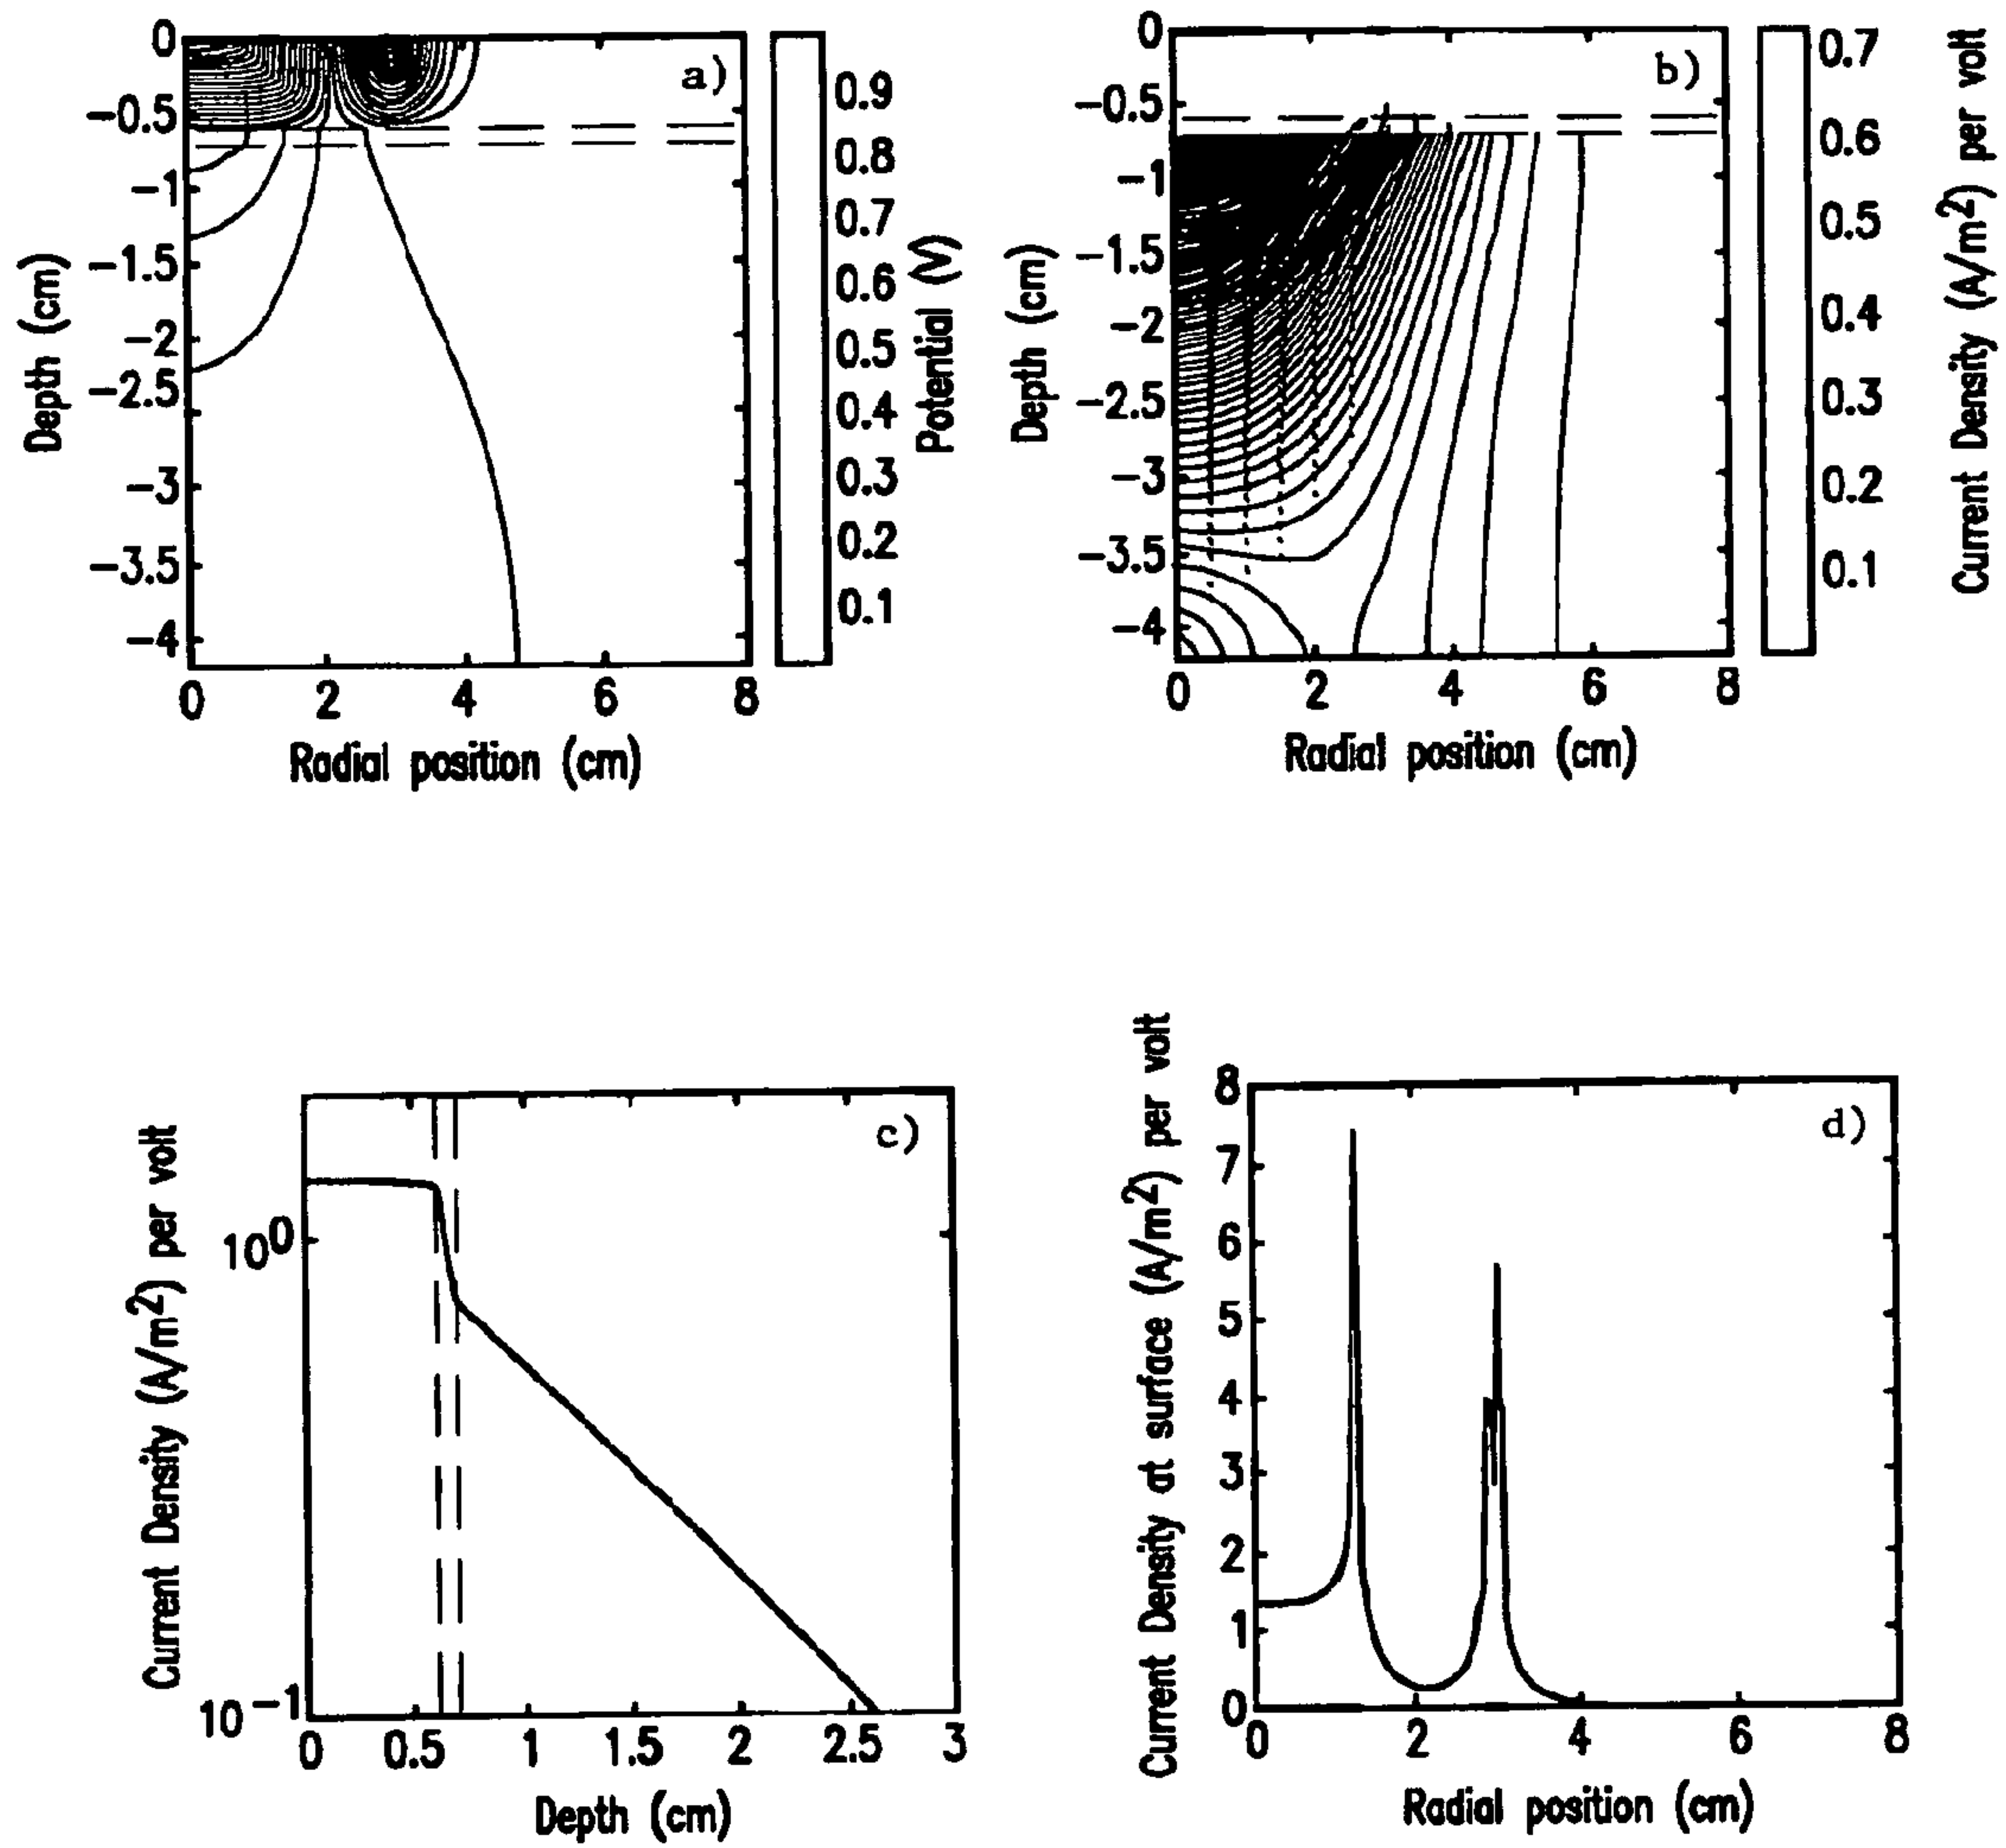 a)
0
-0.5
-1
-1.5
-2
-2.5
-3
-3.5
-4
Depth (cm)
0 2 4 6 8
Radial position (cm)
0.9
0.8
0.7
0.6
0.5
0.4
0.3
0.2
0.1
Potential (V)
b)
0
-0.5
-1
-1.5
-2
-2.5
-3
-3.5
-4
Depth (cm)
0 2 4 6 8
Radial position (cm)
0.7
0.6
0.5
0.4
0.3
0.2
0.1
Current Density (A/m2) per volt
c)
Current Density (A/m2) per volt
100
10-1
0 0.5 1 1.5 2 2.5 3
Depth (cm)
d)
Current Density at surface (A/m2) per volt
8
7
6
5
4
3
2
1
0
0 2 4 6 8
Radial position (cm)